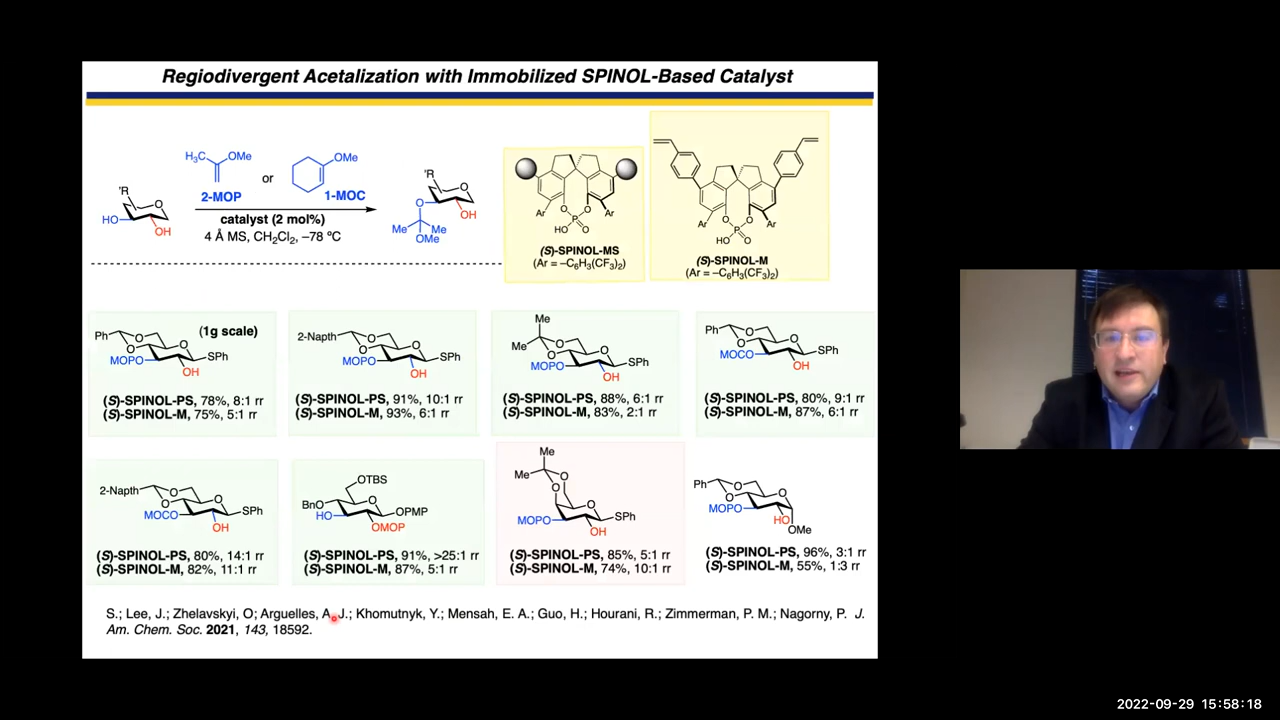 Regiodivergent Acetalization with Immobilized SPINOL-Based Catalyst
H₃C OMe
2-MOP
or
OMe
1-MOC
'R
O
HO
OH
catalyst (2 mol%)
4 Å MS, CH₂Cl₂, –78 ºC
'R
O
O
OH
Me Me
OMe
Ar O O Ar
P
HO O
(S)-SPINOL-MS
(Ar = –C₆H₃(CF₃)₂)
Ar O O Ar
P
HO O
(S)-SPINOL-M
(Ar = –C₆H₃(CF₃)₂)
(1g scale)
Ph O O
O
MOPO SPh
OH
(S)-SPINOL-PS, 78%, 8:1 rr
(S)-SPINOL-M, 75%, 5:1 rr
2-Napth O O
O
MOPO SPh
OH
(S)-SPINOL-PS, 91%, 10:1 rr
(S)-SPINOL-M, 93%, 6:1 rr
Me
Me O O
O
MOPO SPh
OH
(S)-SPINOL-PS, 88%, 6:1 rr
(S)-SPINOL-M, 83%, 2:1 rr
Ph O O
O
MOCO SPh
OH
(S)-SPINOL-PS, 80%, 9:1 rr
(S)-SPINOL-M, 87%, 6:1 rr
2-Napth O O
O
MOCO SPh
OH
(S)-SPINOL-PS, 80%, 14:1 rr
(S)-SPINOL-M, 82%, 11:1 rr
OTBS
BnO O
HO OPMP
OMOP
(S)-SPINOL-PS, 91%, >25:1 rr
(S)-SPINOL-M, 87%, 5:1 rr
Me
Me O
O O
MOPO SPh
OH
(S)-SPINOL-PS, 85%, 5:1 rr
(S)-SPINOL-M, 74%, 10:1 rr
Ph O O
O
MOPO
HO
OMe
(S)-SPINOL-PS, 96%, 3:1 rr
(S)-SPINOL-M, 55%, 1:3 rr
S.; Lee, J.; Zhelavskyi, O; Arguelles, A. J.; Khomutnyk, Y.; Mensah, E. A.; Guo, H.; Hourani, R.; Zimmerman, P. M.; Nagorny, P. J.
Am. Chem. Soc. 2021, 143, 18592.
2022-09-29 15:58:18